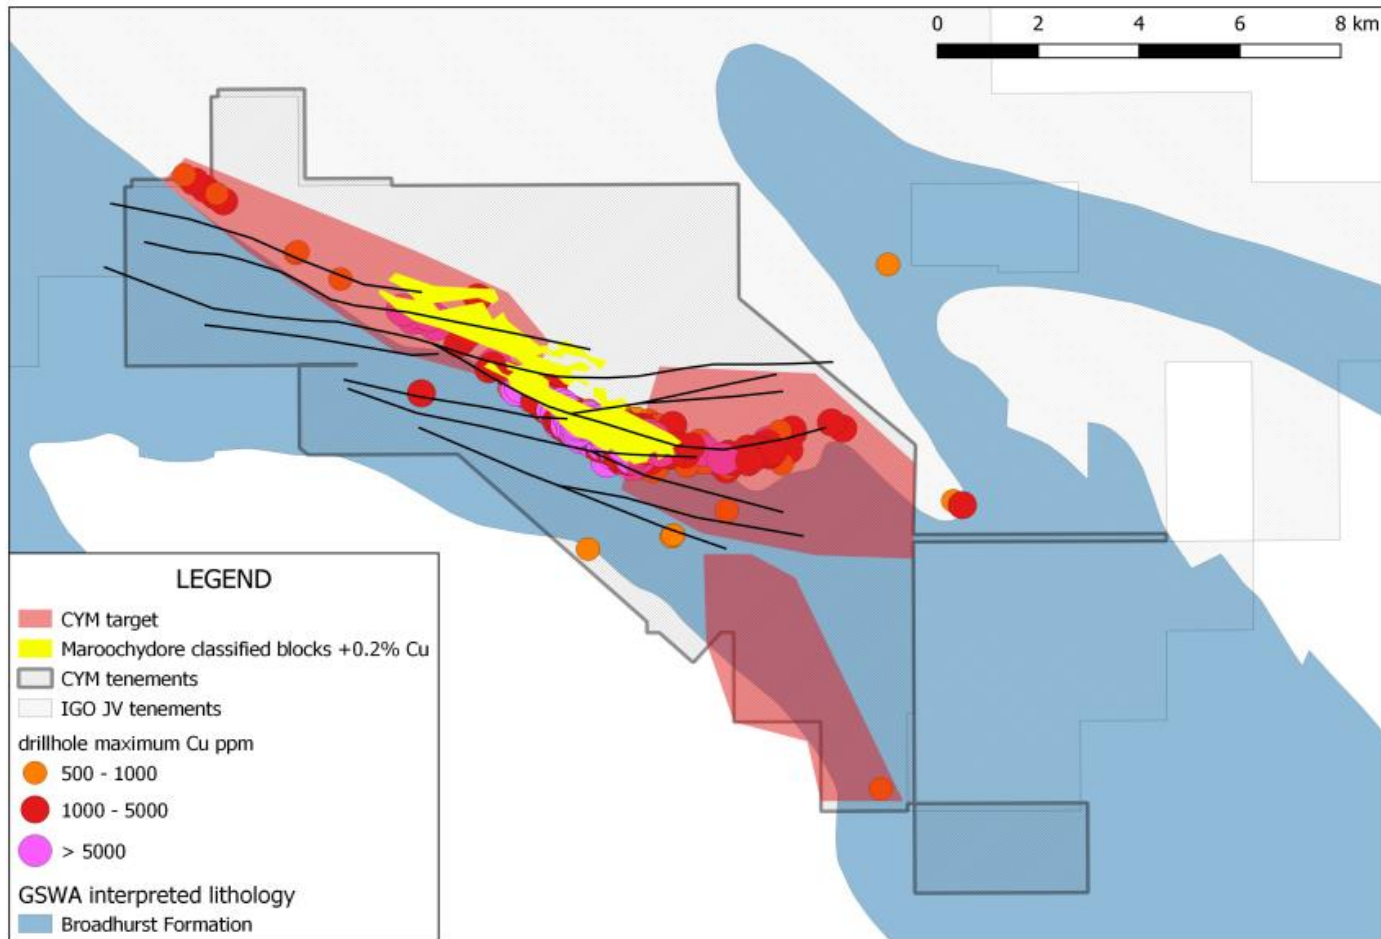 0 2 4 6 8 km
LEGEND
CYM target
Maroochydore classified blocks +0.2% Cu
CYM tenements
IGO JV tenements
drillhole maximum Cu ppm
500 - 1000
1000 - 5000
> 5000
GSWA interpreted lithology
Broadhurst Formation